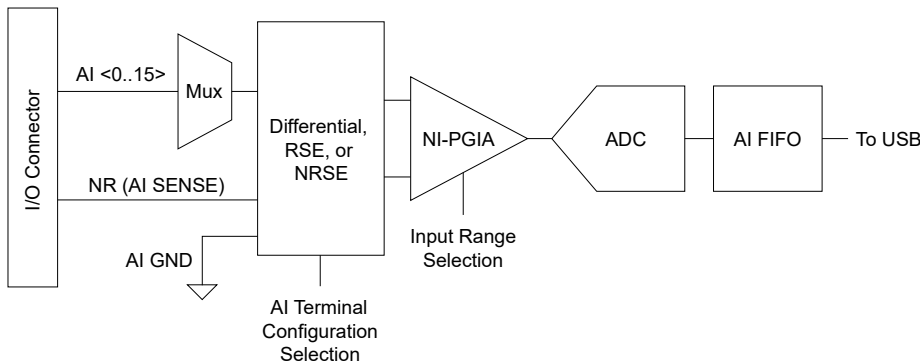 I/O Connector
AI <0..15>
Mux
NR (AI SENSE)
AI GND
Differential,
RSE, or
NRSE
AI Terminal
Configuration
Selection
NI-PGIA
Input Range
Selection
ADC
AI FIFO
To USB